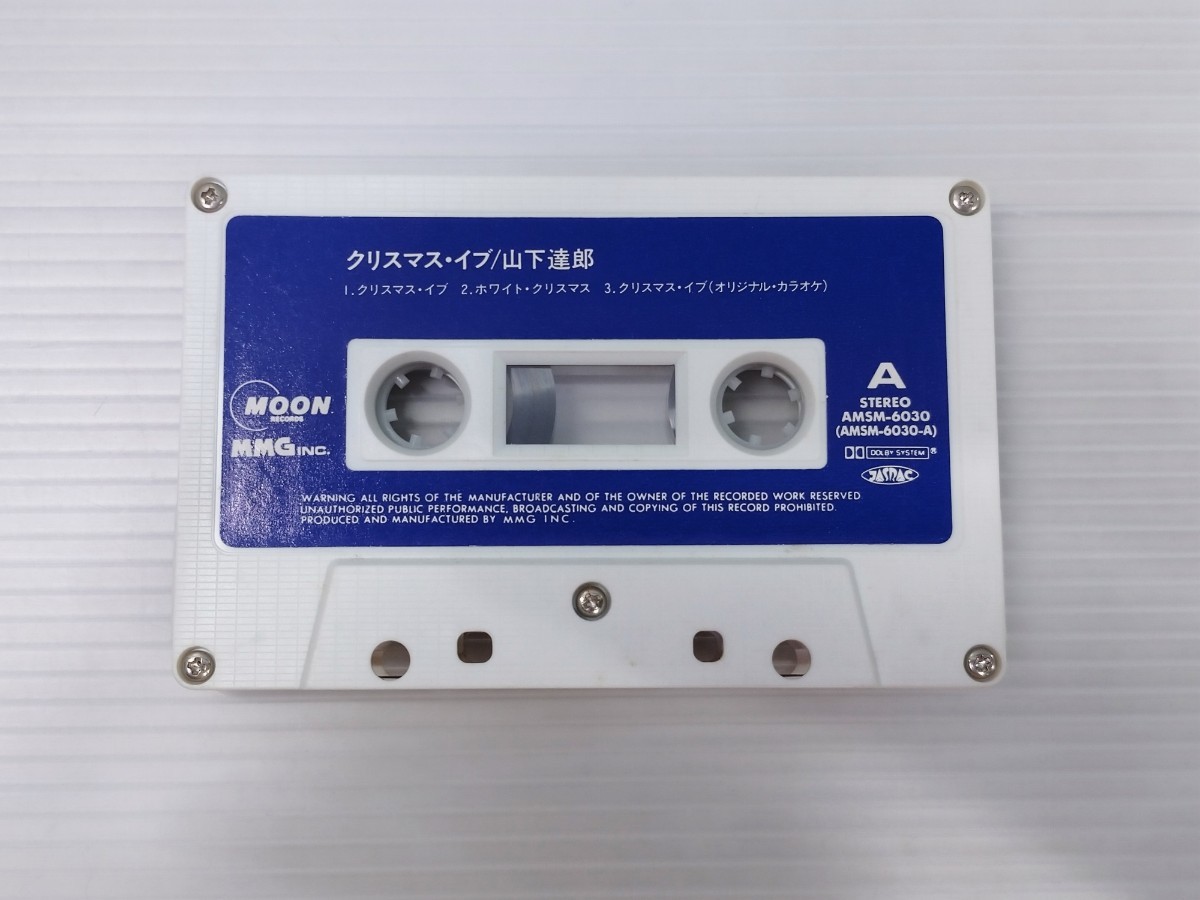 クリスマス・イブ/山下達郎
1.クリスマス・イブ 2.ホワイト・クリスマス 3.クリスマス・イブ(オリジナル・カラオケ)
MOON
RECORDS
MMG INC.
A
STEREO
AMSM-6030
(AMSM-6030-A)
DOLBY SYSTEM®
JASRAC
WARNING ALL RIGHTS OF THE MANUFACTURER AND OF THE OWNER OF THE RECORDED WORK RESERVED
UNAUTHORIZED PUBLIC PERFORMANCE, BROADCASTING AND COPYING OF THIS RECORD PROHIBITED.
PRODUCED AND MANUFACTURED BY MMG INC.